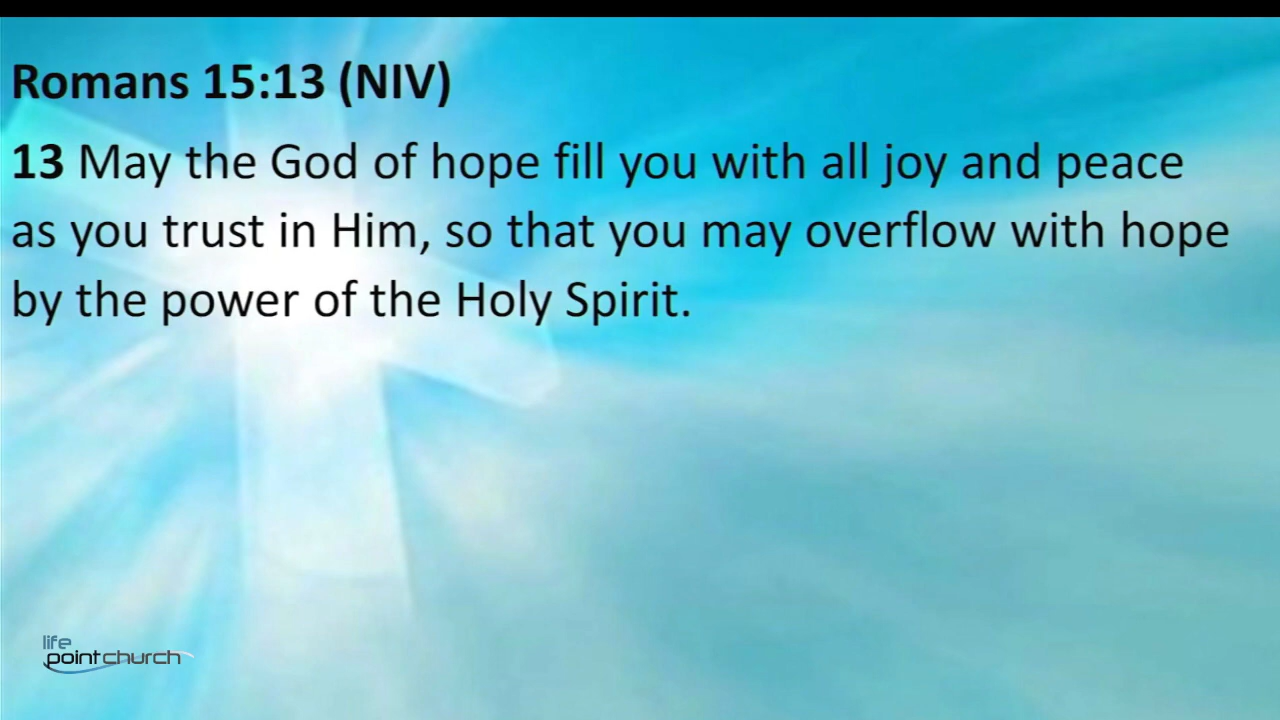 Romans 15:13 (NIV)
13 May the God of hope fill you with all joy and peace
as you trust in Him, so that you may overflow with hope
by the power of the Holy Spirit.
life
pointchurch